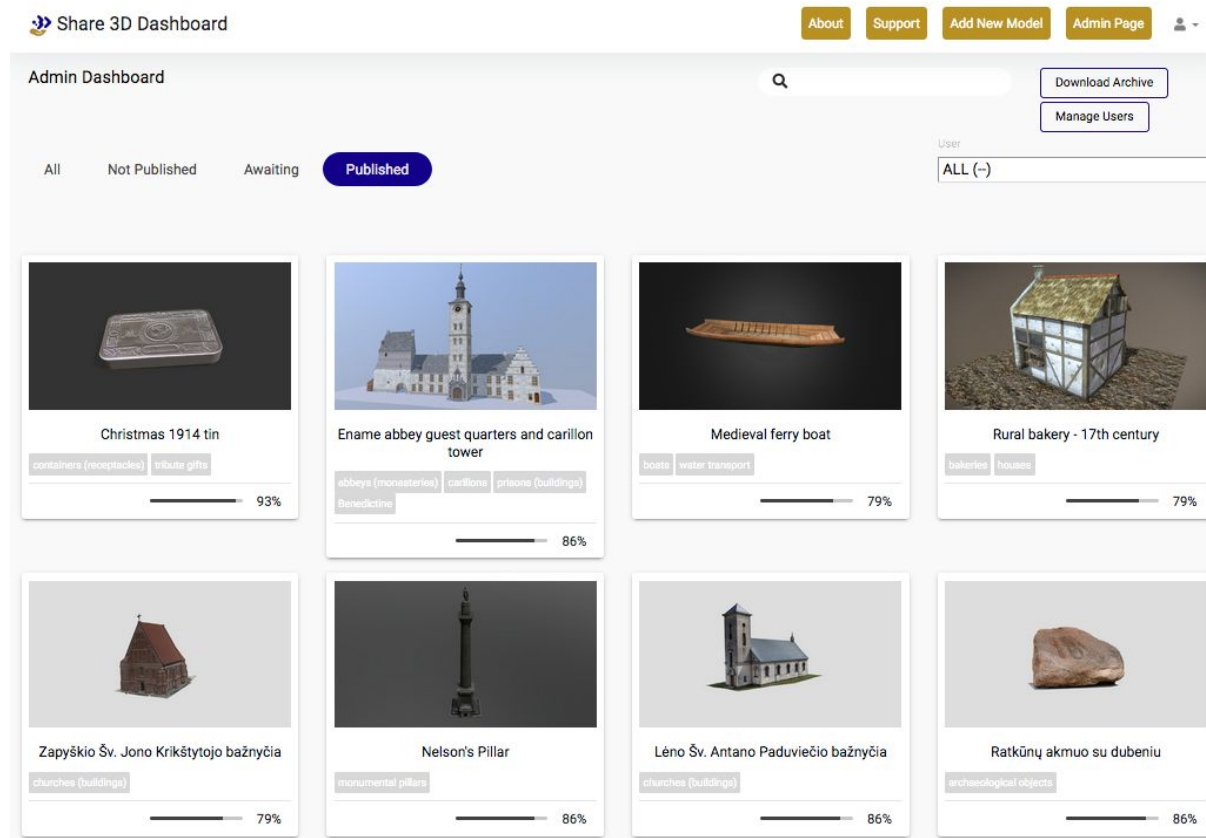 Share 3D Dashboard
About
Support
Add New Model
Admin Page
Admin Dashboard
Download Archive
Manage Users
User
ALL (--)
All
Not Published
Awaiting
Published
Christmas 1914 tin
containers (receptacles)
tribute gifts
93%
Ename abbey guest quarters and carillon
tower
abbeys (monasteries)
carillons
prisons (buildings)
Benedictine
86%
Medieval ferry boat
boats
water transport
79%
Rural bakery - 17th century
bakeries
houses
79%
Zapyškio Šv. Jono Krikštytojo bažnyčia
churches (buildings)
79%
Nelson's Pillar
monumental pillars
86%
Lėno Šv. Antano Paduviečio bažnyčia
churches (buildings)
86%
Ratkūnų akmuo su dubeniu
archaeological objects
86%